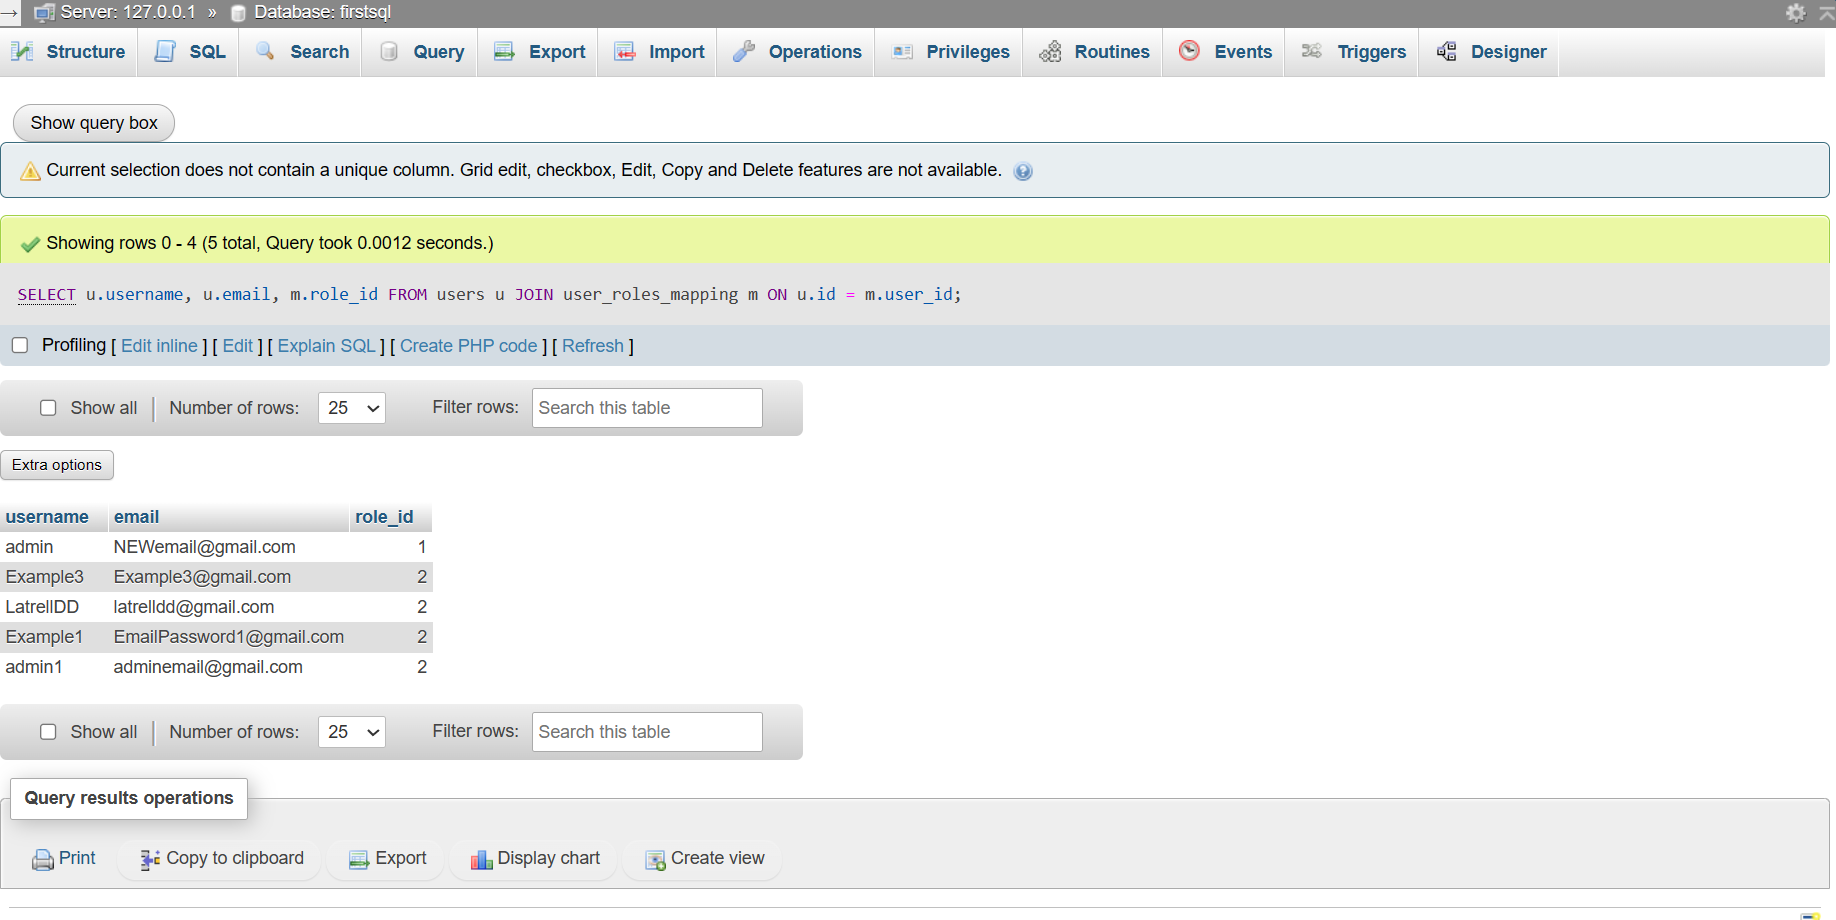 → Server: 127.0.0.1 » Database: firstsql
Structure SQL Search Query Export Import Operations Privileges Routines Events Triggers Designer
Show query box
Current selection does not contain a unique column. Grid edit, checkbox, Edit, Copy and Delete features are not available.
Showing rows 0 - 4 (5 total, Query took 0.0012 seconds.)
SELECT u.username, u.email, m.role_id FROM users u JOIN user_roles_mapping m ON u.id = m.user_id;
Profiling [ Edit inline ] [ Edit ] [ Explain SQL ] [ Create PHP code ] [ Refresh ]
Show all | Number of rows: 25 Filter rows: Search this table
Extra options
username email role_id
admin NEWemail@gmail.com 1
Example3 Example3@gmail.com 2
LatrellDD latrelldd@gmail.com 2
Example1 EmailPassword1@gmail.com 2
admin1 adminemail@gmail.com 2
Show all | Number of rows: 25 Filter rows: Search this table
Query results operations
Print Copy to clipboard Export Display chart Create view